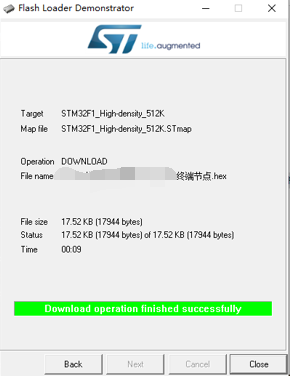 Flash Loader Demonstrator
ST
life.augmented
Target STM32F1_High-density_512K
Map file STM32F1_High-density_512K.STmap
Operation DOWNLOAD
File name 终端节点.hex
File size 17.52 KB (17944 bytes)
Status 17.52 KB (17944 bytes) of 17.52 KB (17944 bytes)
Time 00:09
Download operation finished successfully
Back Next Cancel Close